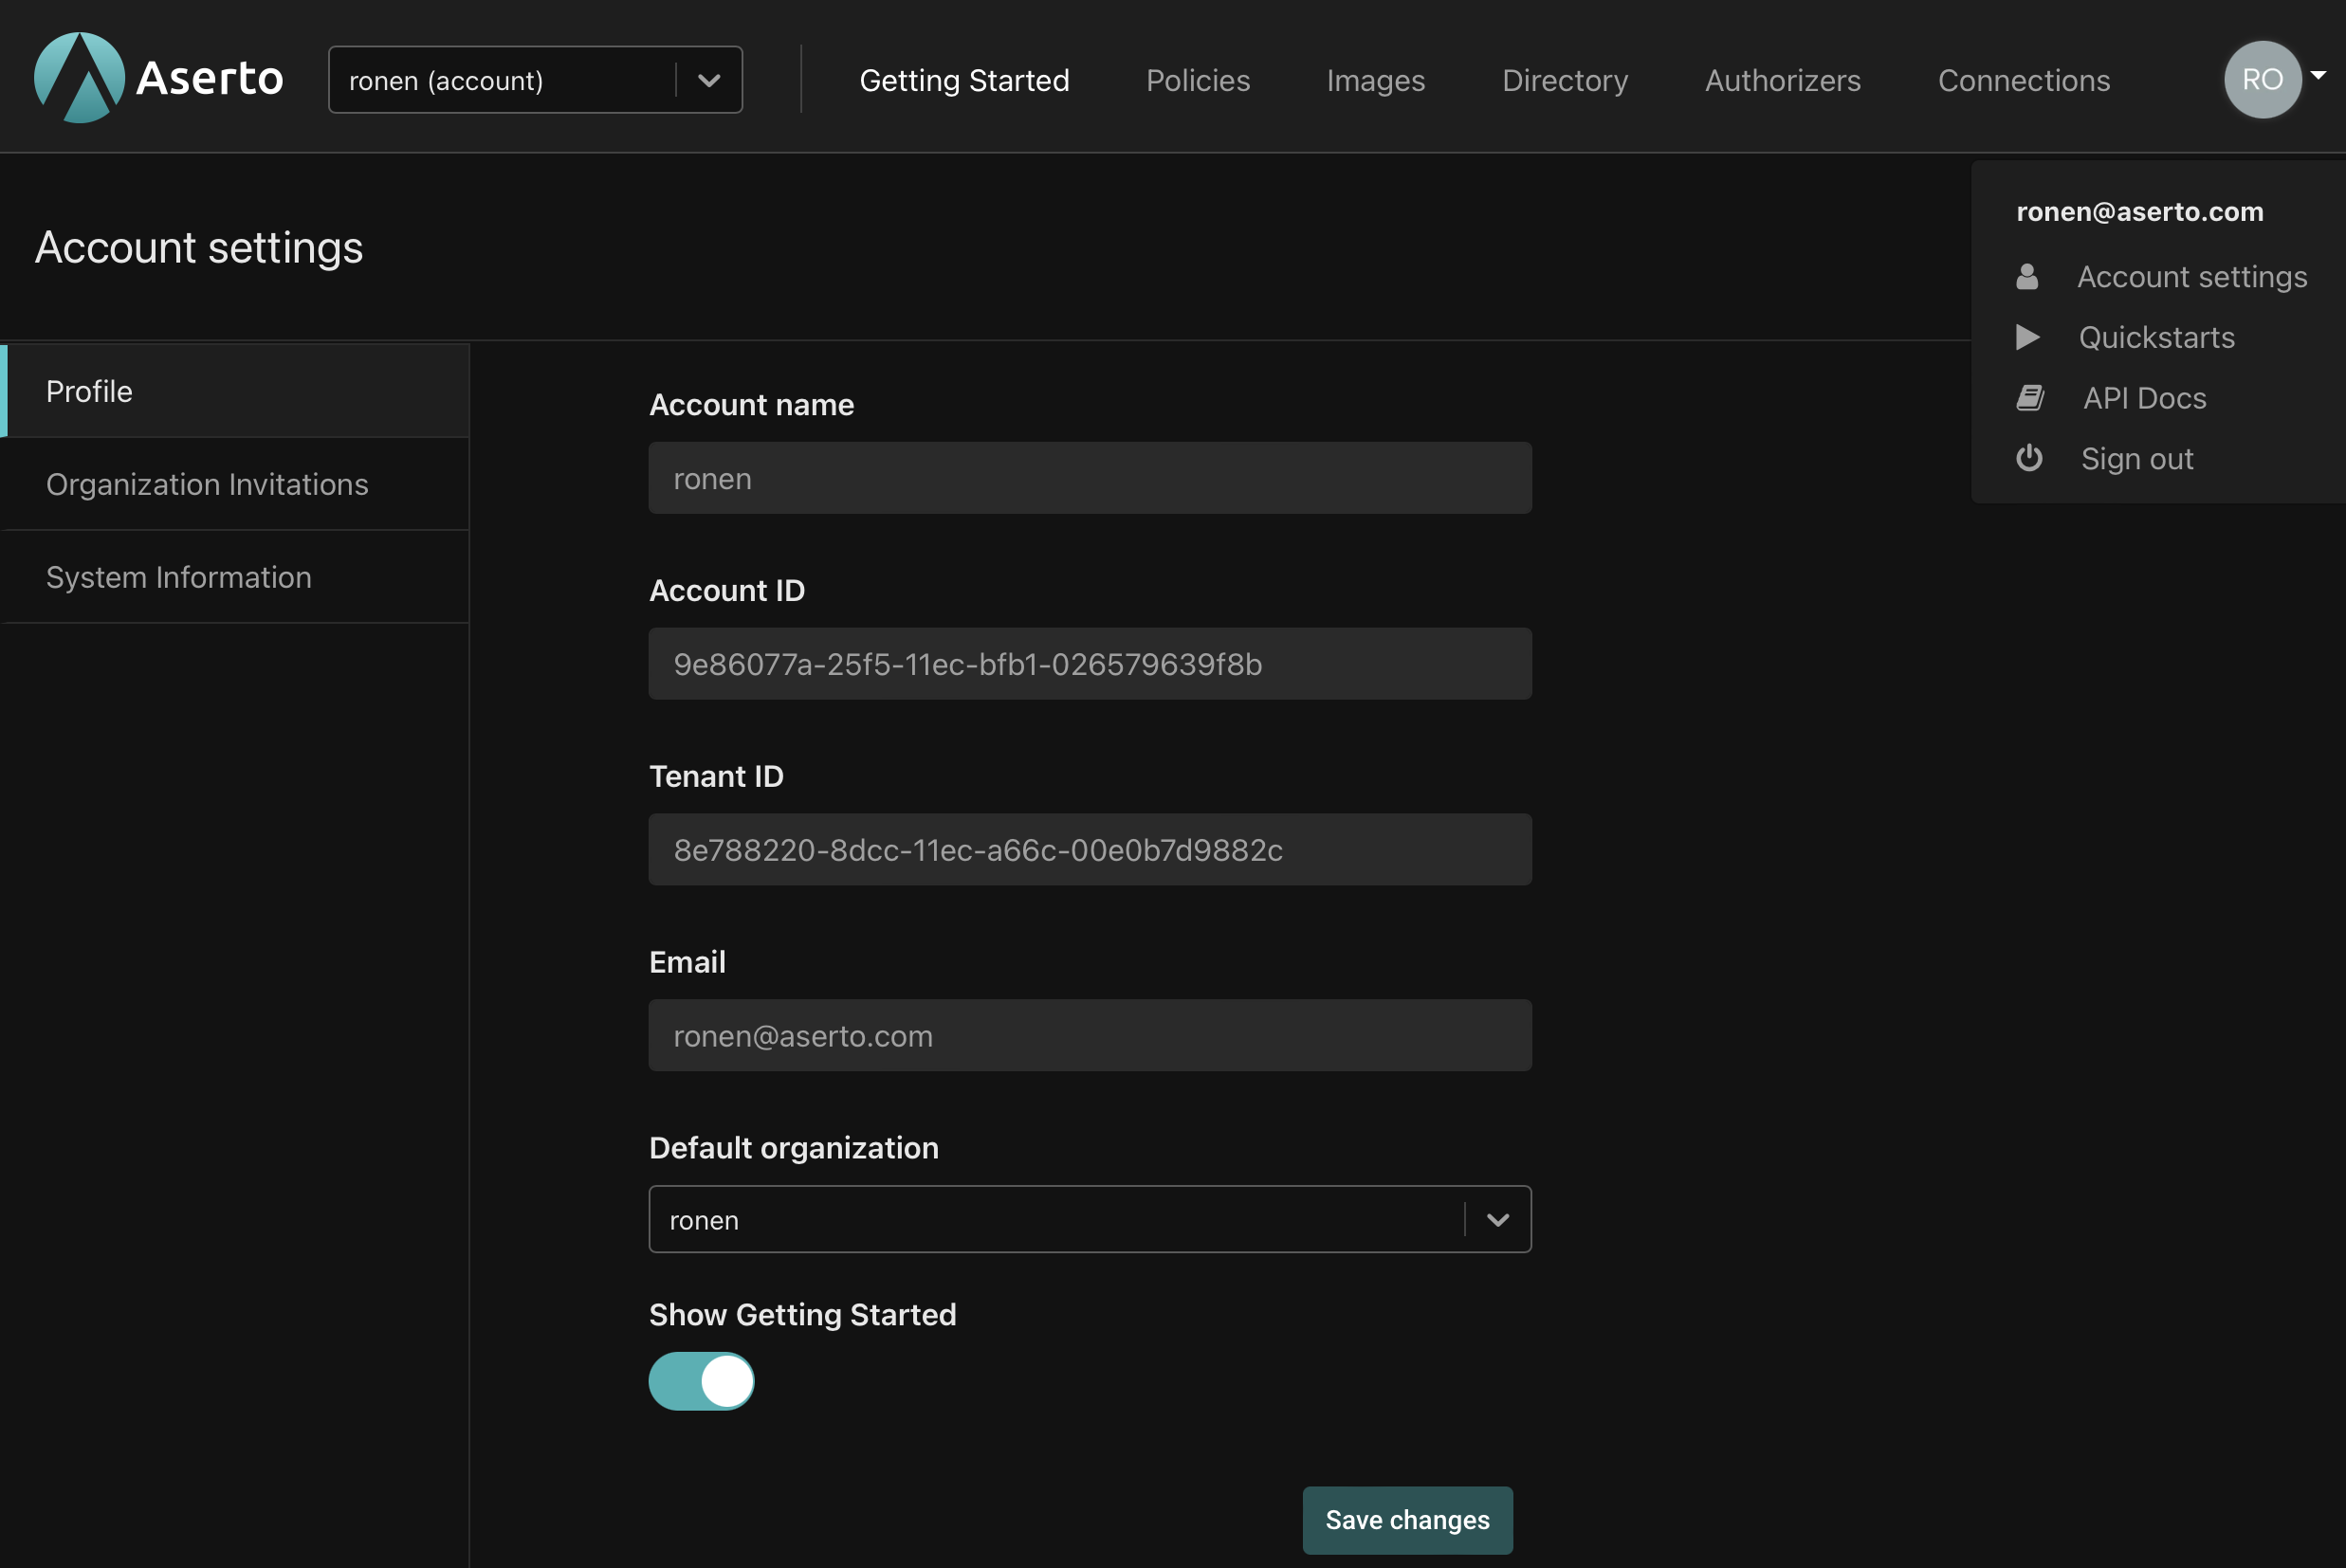 Aserto
ronen (account)
Getting Started
Policies
Images
Directory
Authorizers
Connections
RO
ronen@aserto.com
Account settings
Quickstarts
API Docs
Sign out
Account settings
Profile
Organization Invitations
System Information
Account name
ronen
Account ID
9e86077a-25f5-11ec-bfb1-026579639f8b
Tenant ID
8e788220-8dcc-11ec-a66c-00e0b7d9882c
Email
ronen@aserto.com
Default organization
ronen
Show Getting Started
Save changes